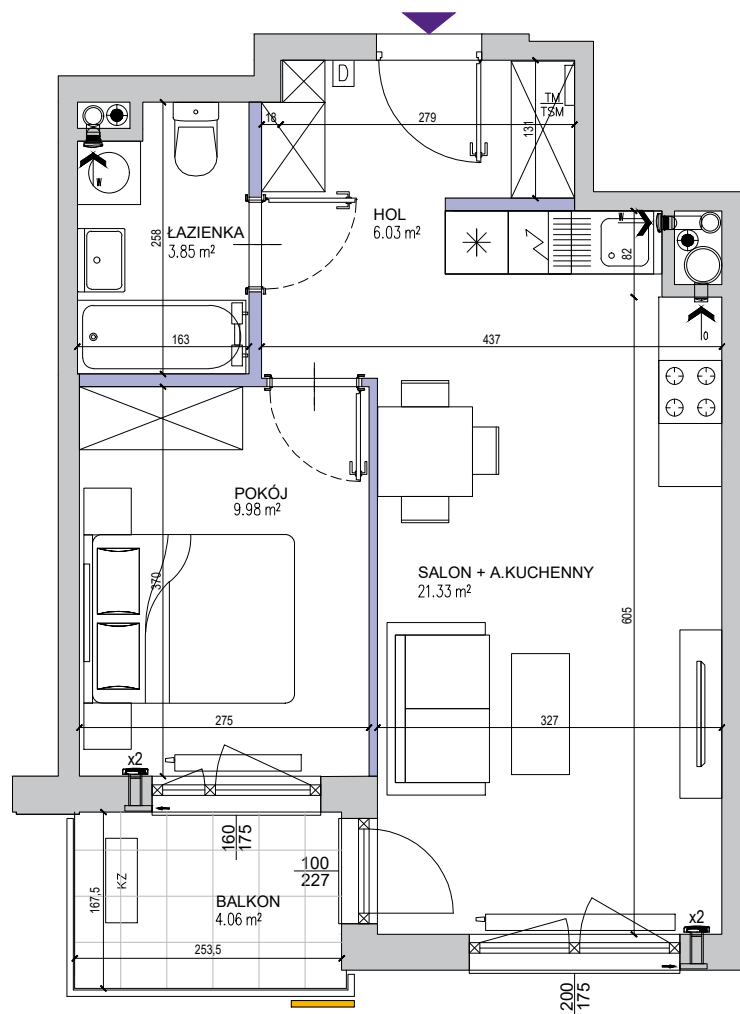 D
TM
TSM
18
279
131
W
W
ŁAZIENKA
3.85 m²
HOL
6.03 m²
258
82
163
437
0
POKÓJ
9.98 m²
370
SALON + A.KUCHENNY
21.33 m²
605
275
327
x2
160
175
100
227
KZ
BALKON
4.06 m²
167,5
253,5
x2
200
175